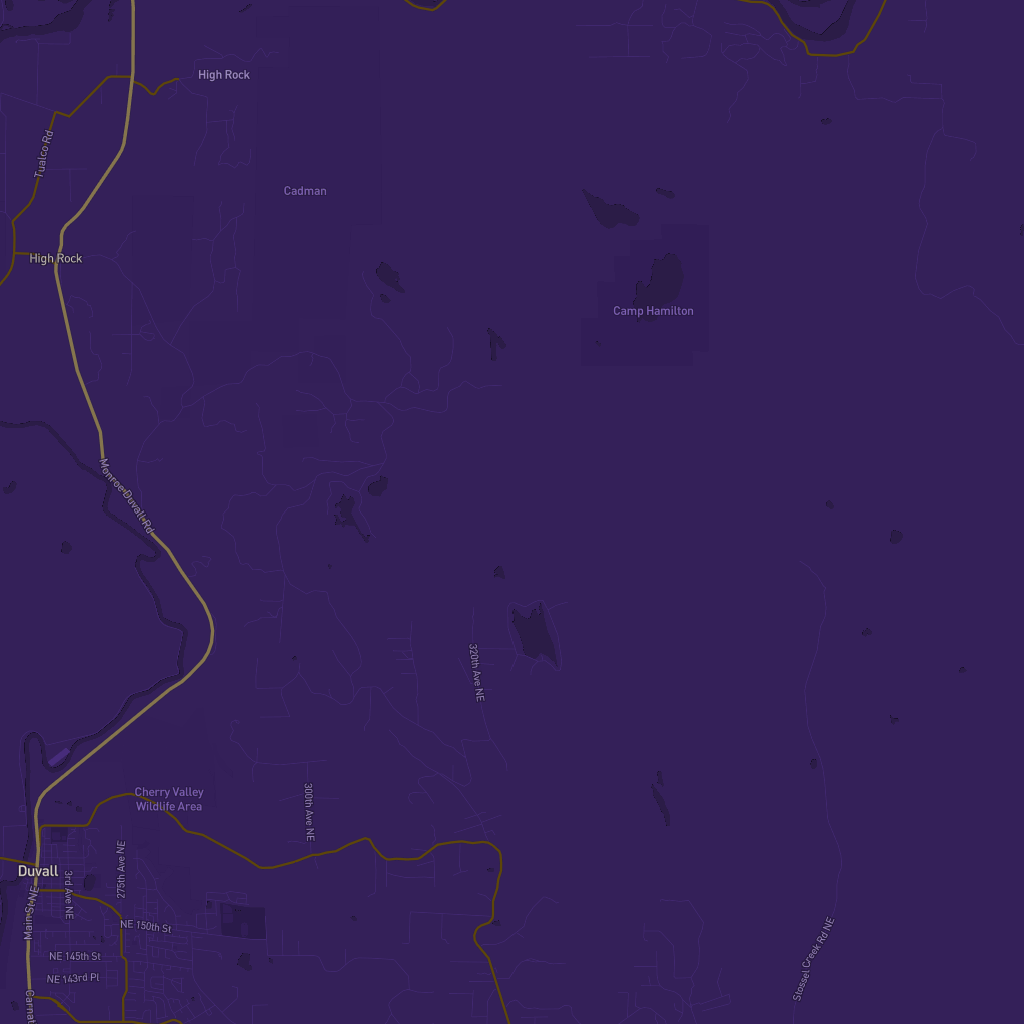 High Rock
Tualco Rd
Cadman
High Rock
Camp Hamilton
Monroe-Duvall Rd
320th Ave NE
Cherry Valley
Wildlife Area
300th Ave NE
275th Ave NE
Duvall
3rd Ave NE
Main St NE
NE 150th St
NE 145th St
NE 143rd Pl
Stossel Creek Rd NE
Carnat